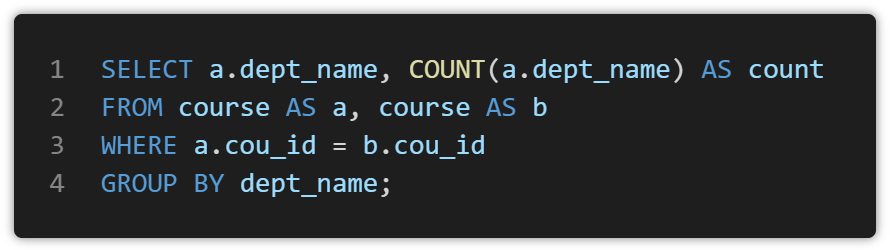 1 SELECT a.dept_name, COUNT(a.dept_name) AS count
2 FROM course AS a, course AS b
3 WHERE a.cou_id = b.cou_id
4 GROUP BY dept_name;